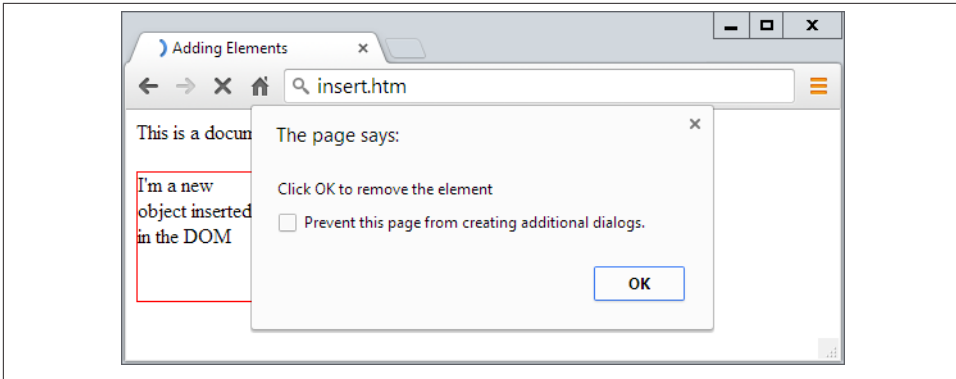 Adding Elements
insert.htm
This is a docum
The page says:
Click OK to remove the element
Prevent this page from creating additional dialogs.
OK
I'm a new
object inserted
in the DOM